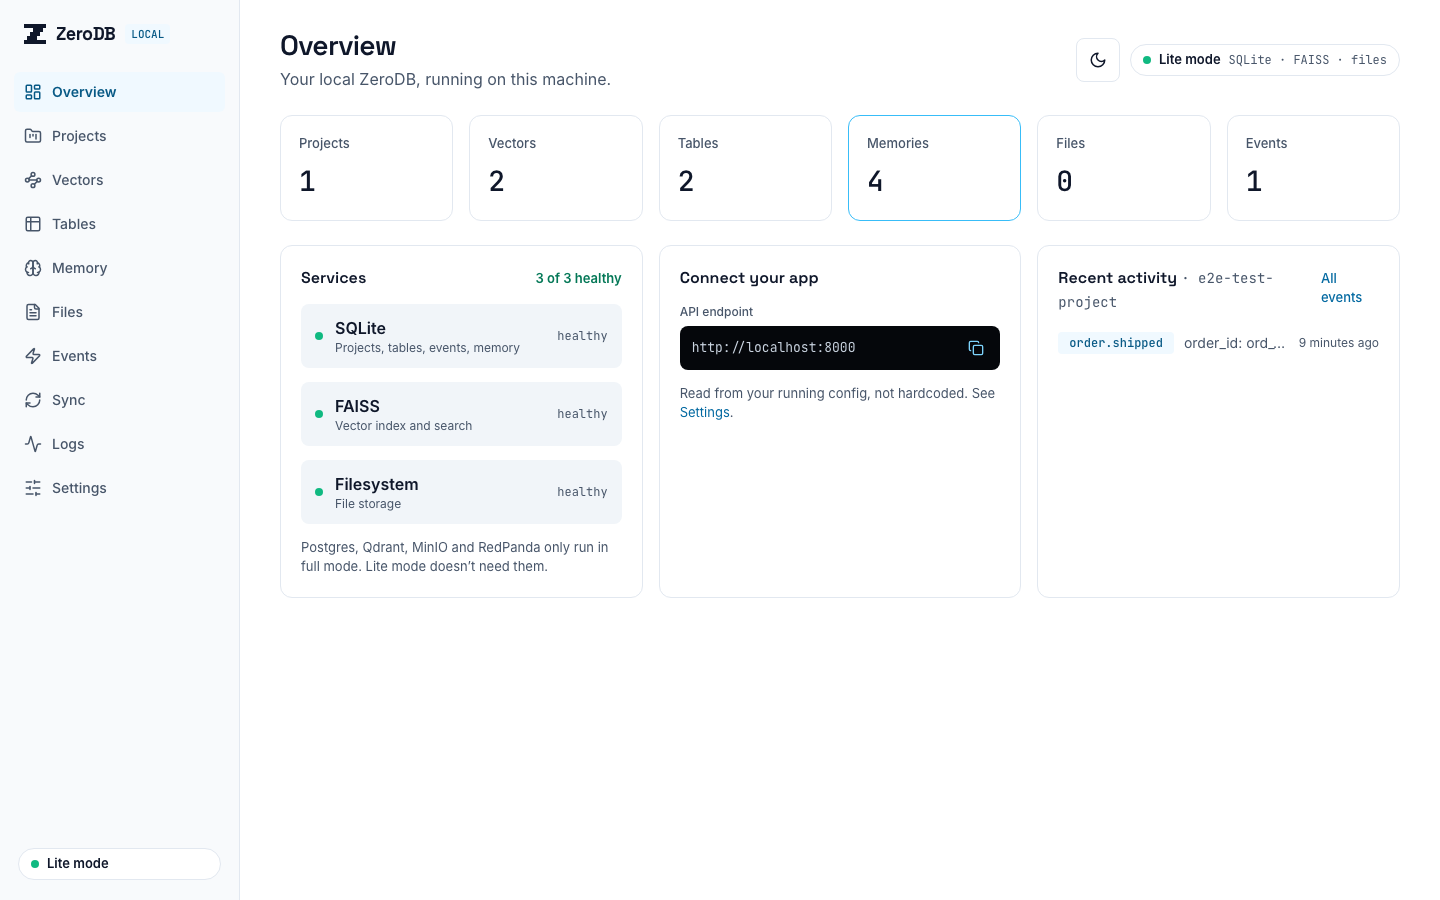 ZeroDB LOCAL
Overview
Projects
Vectors
Tables
Memory
Files
Events
Sync
Logs
Settings
Lite mode
Overview
Your local ZeroDB, running on this machine.
Lite mode SQLite · FAISS · files
Projects
1
Vectors
2
Tables
2
Memories
4
Files
0
Events
1
Services
3 of 3 healthy
SQLite
Projects, tables, events, memory
healthy
FAISS
Vector index and search
healthy
Filesystem
File storage
healthy
Postgres, Qdrant, MinIO and RedPanda only run in
full mode. Lite mode doesn’t need them.
Connect your app
API endpoint
http://localhost:8000
Read from your running config, not hardcoded. See
Settings.
Recent activity · e2e-test-
project
All
events
order.shipped order_id: ord_… 9 minutes ago